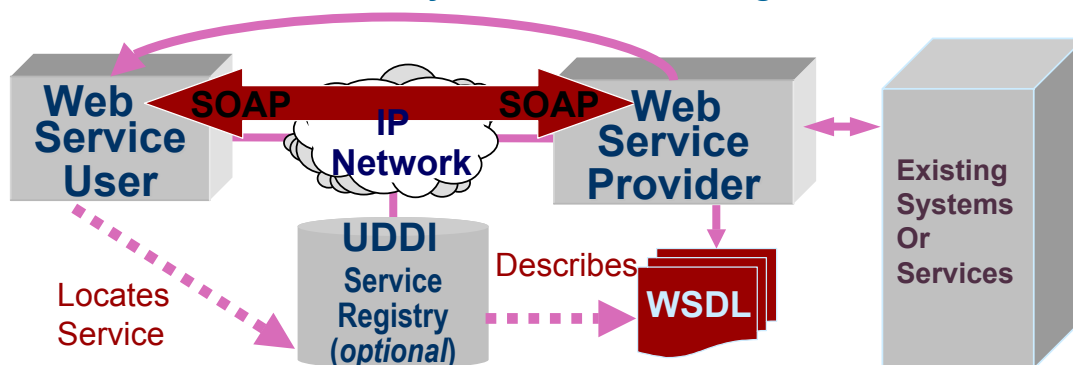 Web
Service
User
SOAP
SOAP
IP
Network
Web
Service
Provider
Existing
Systems
Or
Services
UDDI
Service
Registry
(optional)
Describes
WSDL
Locates
Service